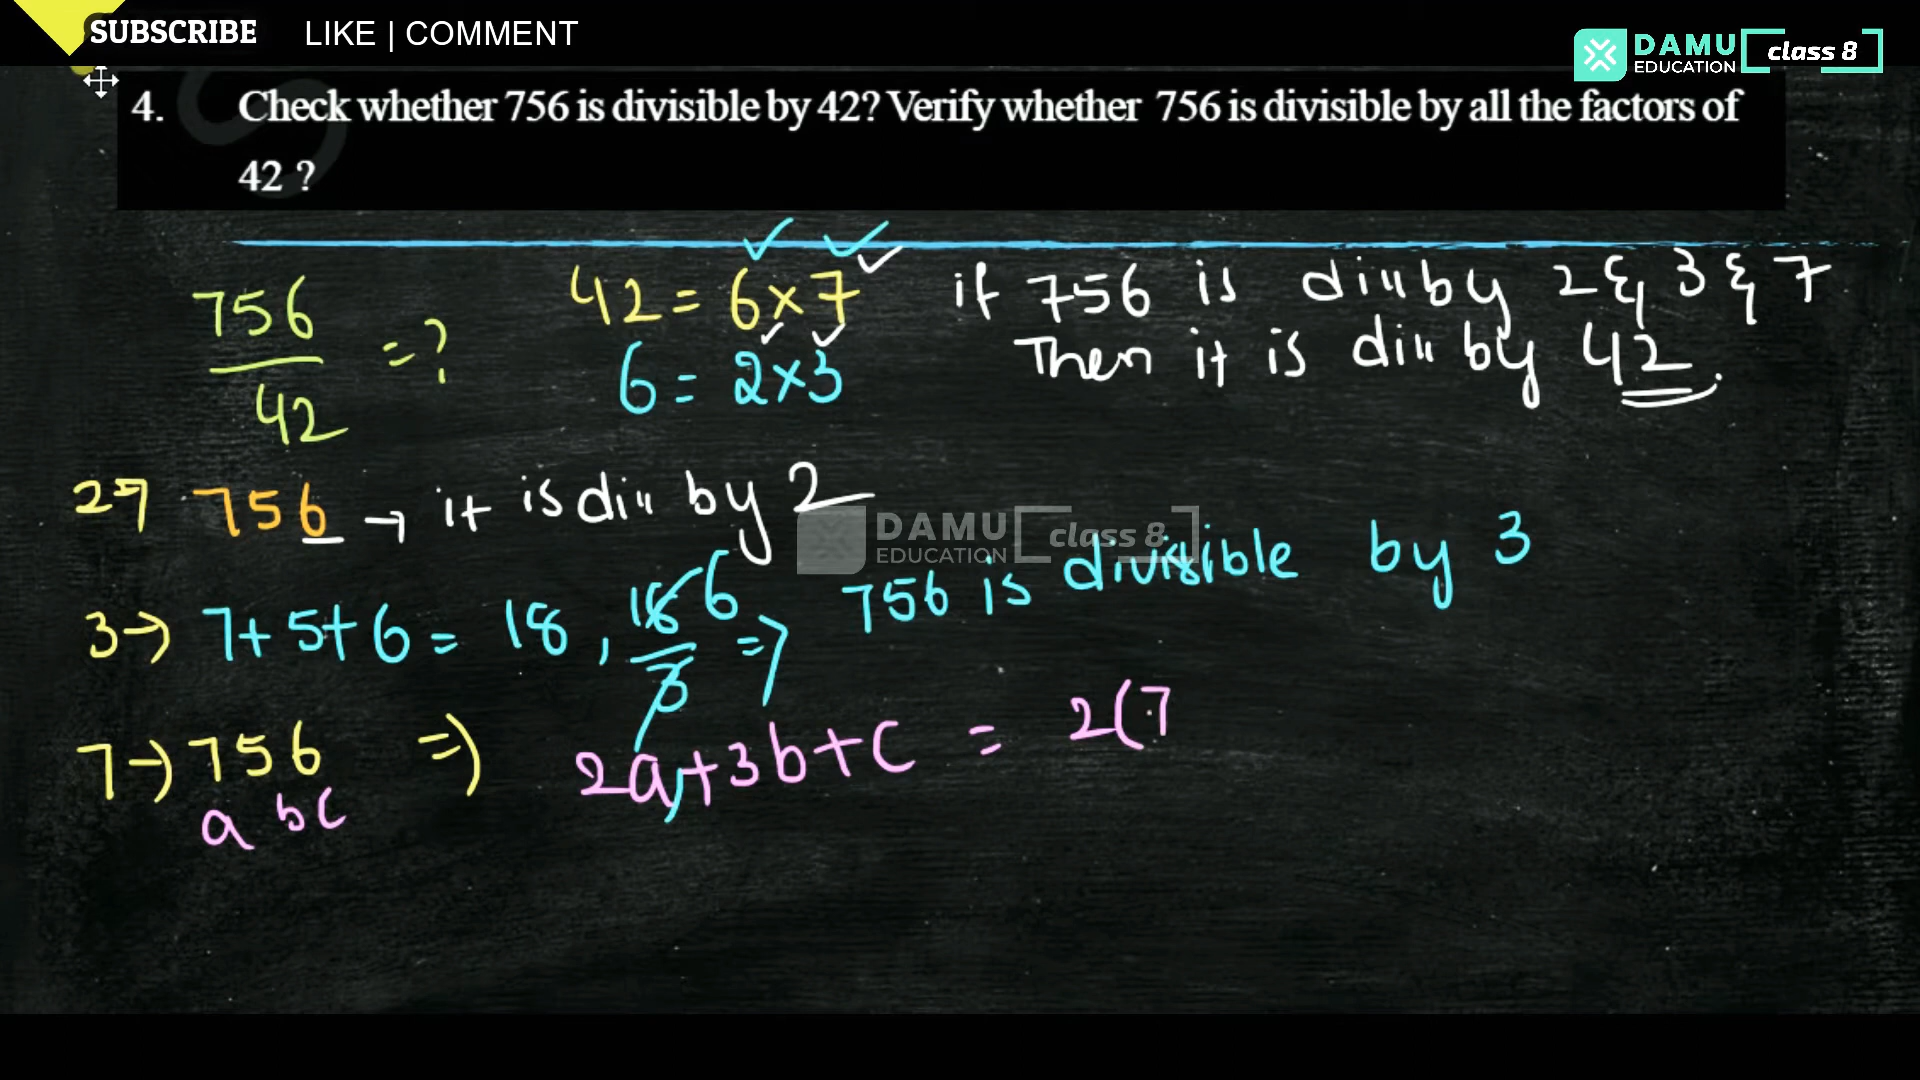 SUBSCRIBE LIKE | COMMENT
DAMU EDUCATION class 8
4. Check whether 756 is divisible by 42? Verify whether 756 is divisible by all the factors of
42 ?
756/42 = ?
42 = 6×7
6 = 2×3
if 756 is div by 2 & 3 & 7
Then it is div by 42.
2→ 756 → it is div by 2
DAMU EDUCATION class 8
3→ 7+5+6 = 18, 18/3 6 => 756 is divisible by 3
7→ 756 => 2a+3b+c = 2(7
a b c